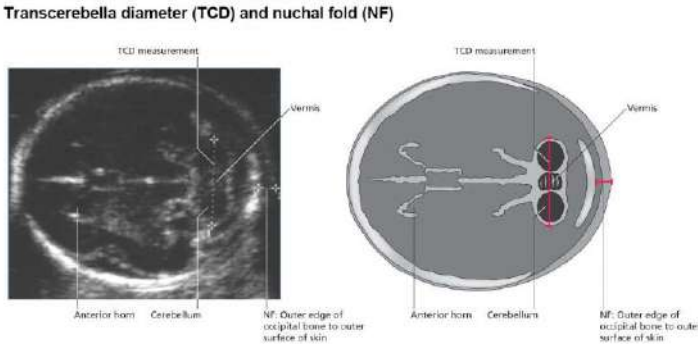 Transcerebella diameter (TCD) and nuchal fold (NF)
TCD measurement
Vermis
Anterior horn
Cerebellum
NF: Outer edge of
occipital bone to outer
surface of skin
TCD measurement
Vermis
Anterior horn
Cerebellum
NF: Outer edge of
occipital bone to oute
surface of skin